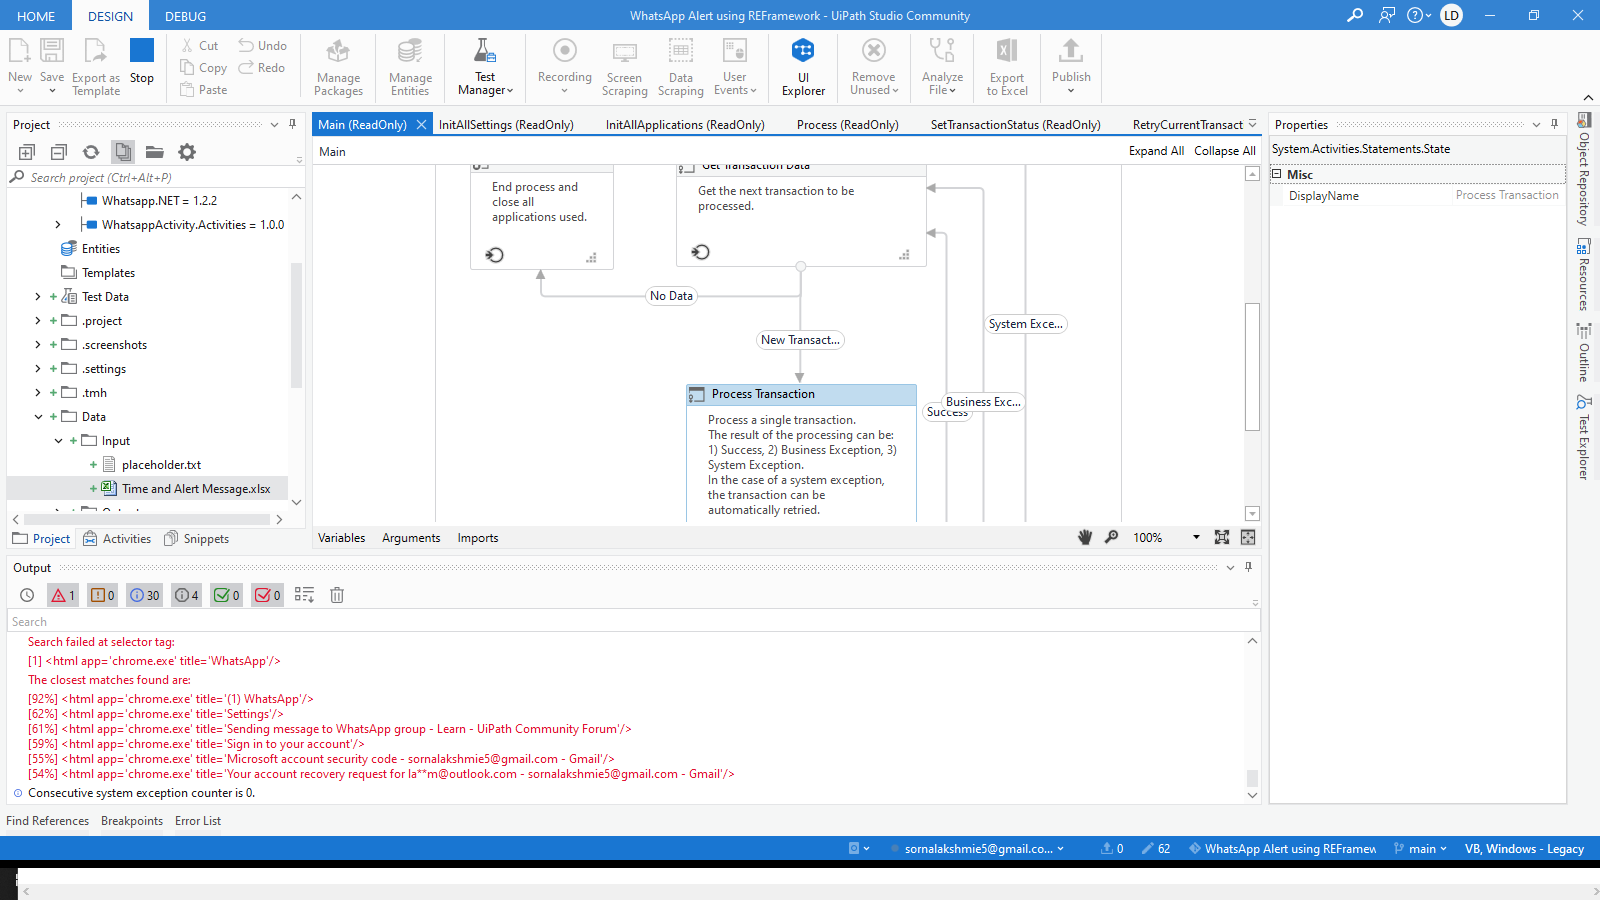 HOME
DESIGN
DEBUG
WhatsApp Alert using REFramework - UiPath Studio Community
LD
New
Save
Export as
Template
Stop
Cut
Copy
Paste
Undo
Redo
Manage
Packages
Manage
Entities
Test
Manager
Recording
Screen
Scraping
Data
Scraping
User
Events
UI
Explorer
Remove
Unused
Analyze
File
Export
to Excel
Publish
Project
Search project (Ctrl+Alt+P)
Whatsapp.NET = 1.2.2
WhatsappActivity.Activities = 1.0.0
Entities
Templates
Test Data
.project
.screenshots
.settings
.tmh
Data
Input
placeholder.txt
Time and Alert Message.xlsx
Project
Activities
Snippets
Main (ReadOnly)
InitAllSettings (ReadOnly)
InitAllApplications (ReadOnly)
Process (ReadOnly)
SetTransactionStatus (ReadOnly)
RetryCurrentTransact
Main
Expand All
Collapse All
End process and
close all
applications used.
Get Transaction Data
Get the next transaction to be
processed.
No Data
New Transact...
System Exce...
Business Exc...
Success
Process Transaction
Process a single transaction.
The result of the processing can be:
1) Success, 2) Business Exception, 3)
System Exception.
In the case of a system exception,
the transaction can be
automatically retried.
Variables
Arguments
Imports
100%
Properties
System.Activities.Statements.State
Misc
DisplayName
Process Transaction
Object Repository
Resources
Outline
Test Explorer
Output
1
0
30
4
0
0
Search
Search failed at selector tag:
[1] <html app='chrome.exe' title='WhatsApp'/>
The closest matches found are:
[92%] <html app='chrome.exe' title='(1) WhatsApp'/>
[62%] <html app='chrome.exe' title='Settings'/>
[61%] <html app='chrome.exe' title='Sending message to WhatsApp group - Learn - UiPath Community Forum'/>
[59%] <html app='chrome.exe' title='Sign in to your account'/>
[55%] <html app='chrome.exe' title='Microsoft account security code - sornalakshmie5@gmail.com - Gmail'/>
[54%] <html app='chrome.exe' title='Your account recovery request for la**m@outlook.com - sornalakshmie5@gmail.com - Gmail'/>
Consecutive system exception counter is 0.
Find References
Breakpoints
Error List
sornalakshmie5@gmail.co...
0
62
WhatsApp Alert using REFramew
main
VB, Windows - Legacy